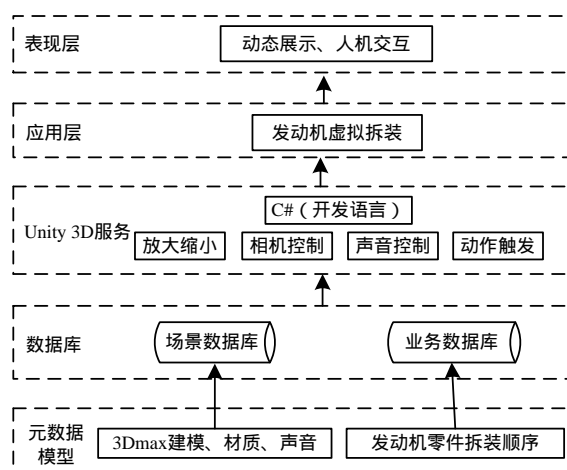 表现层
动态展示、人机交互
应用层
发动机虚拟拆装
Unity 3D服务
C#（开发语言）
放大缩小
相机控制
声音控制
动作触发
数据库
场景数据库
业务数据库
元数据
模型
3Dmax建模、材质、声音
发动机零件拆装顺序